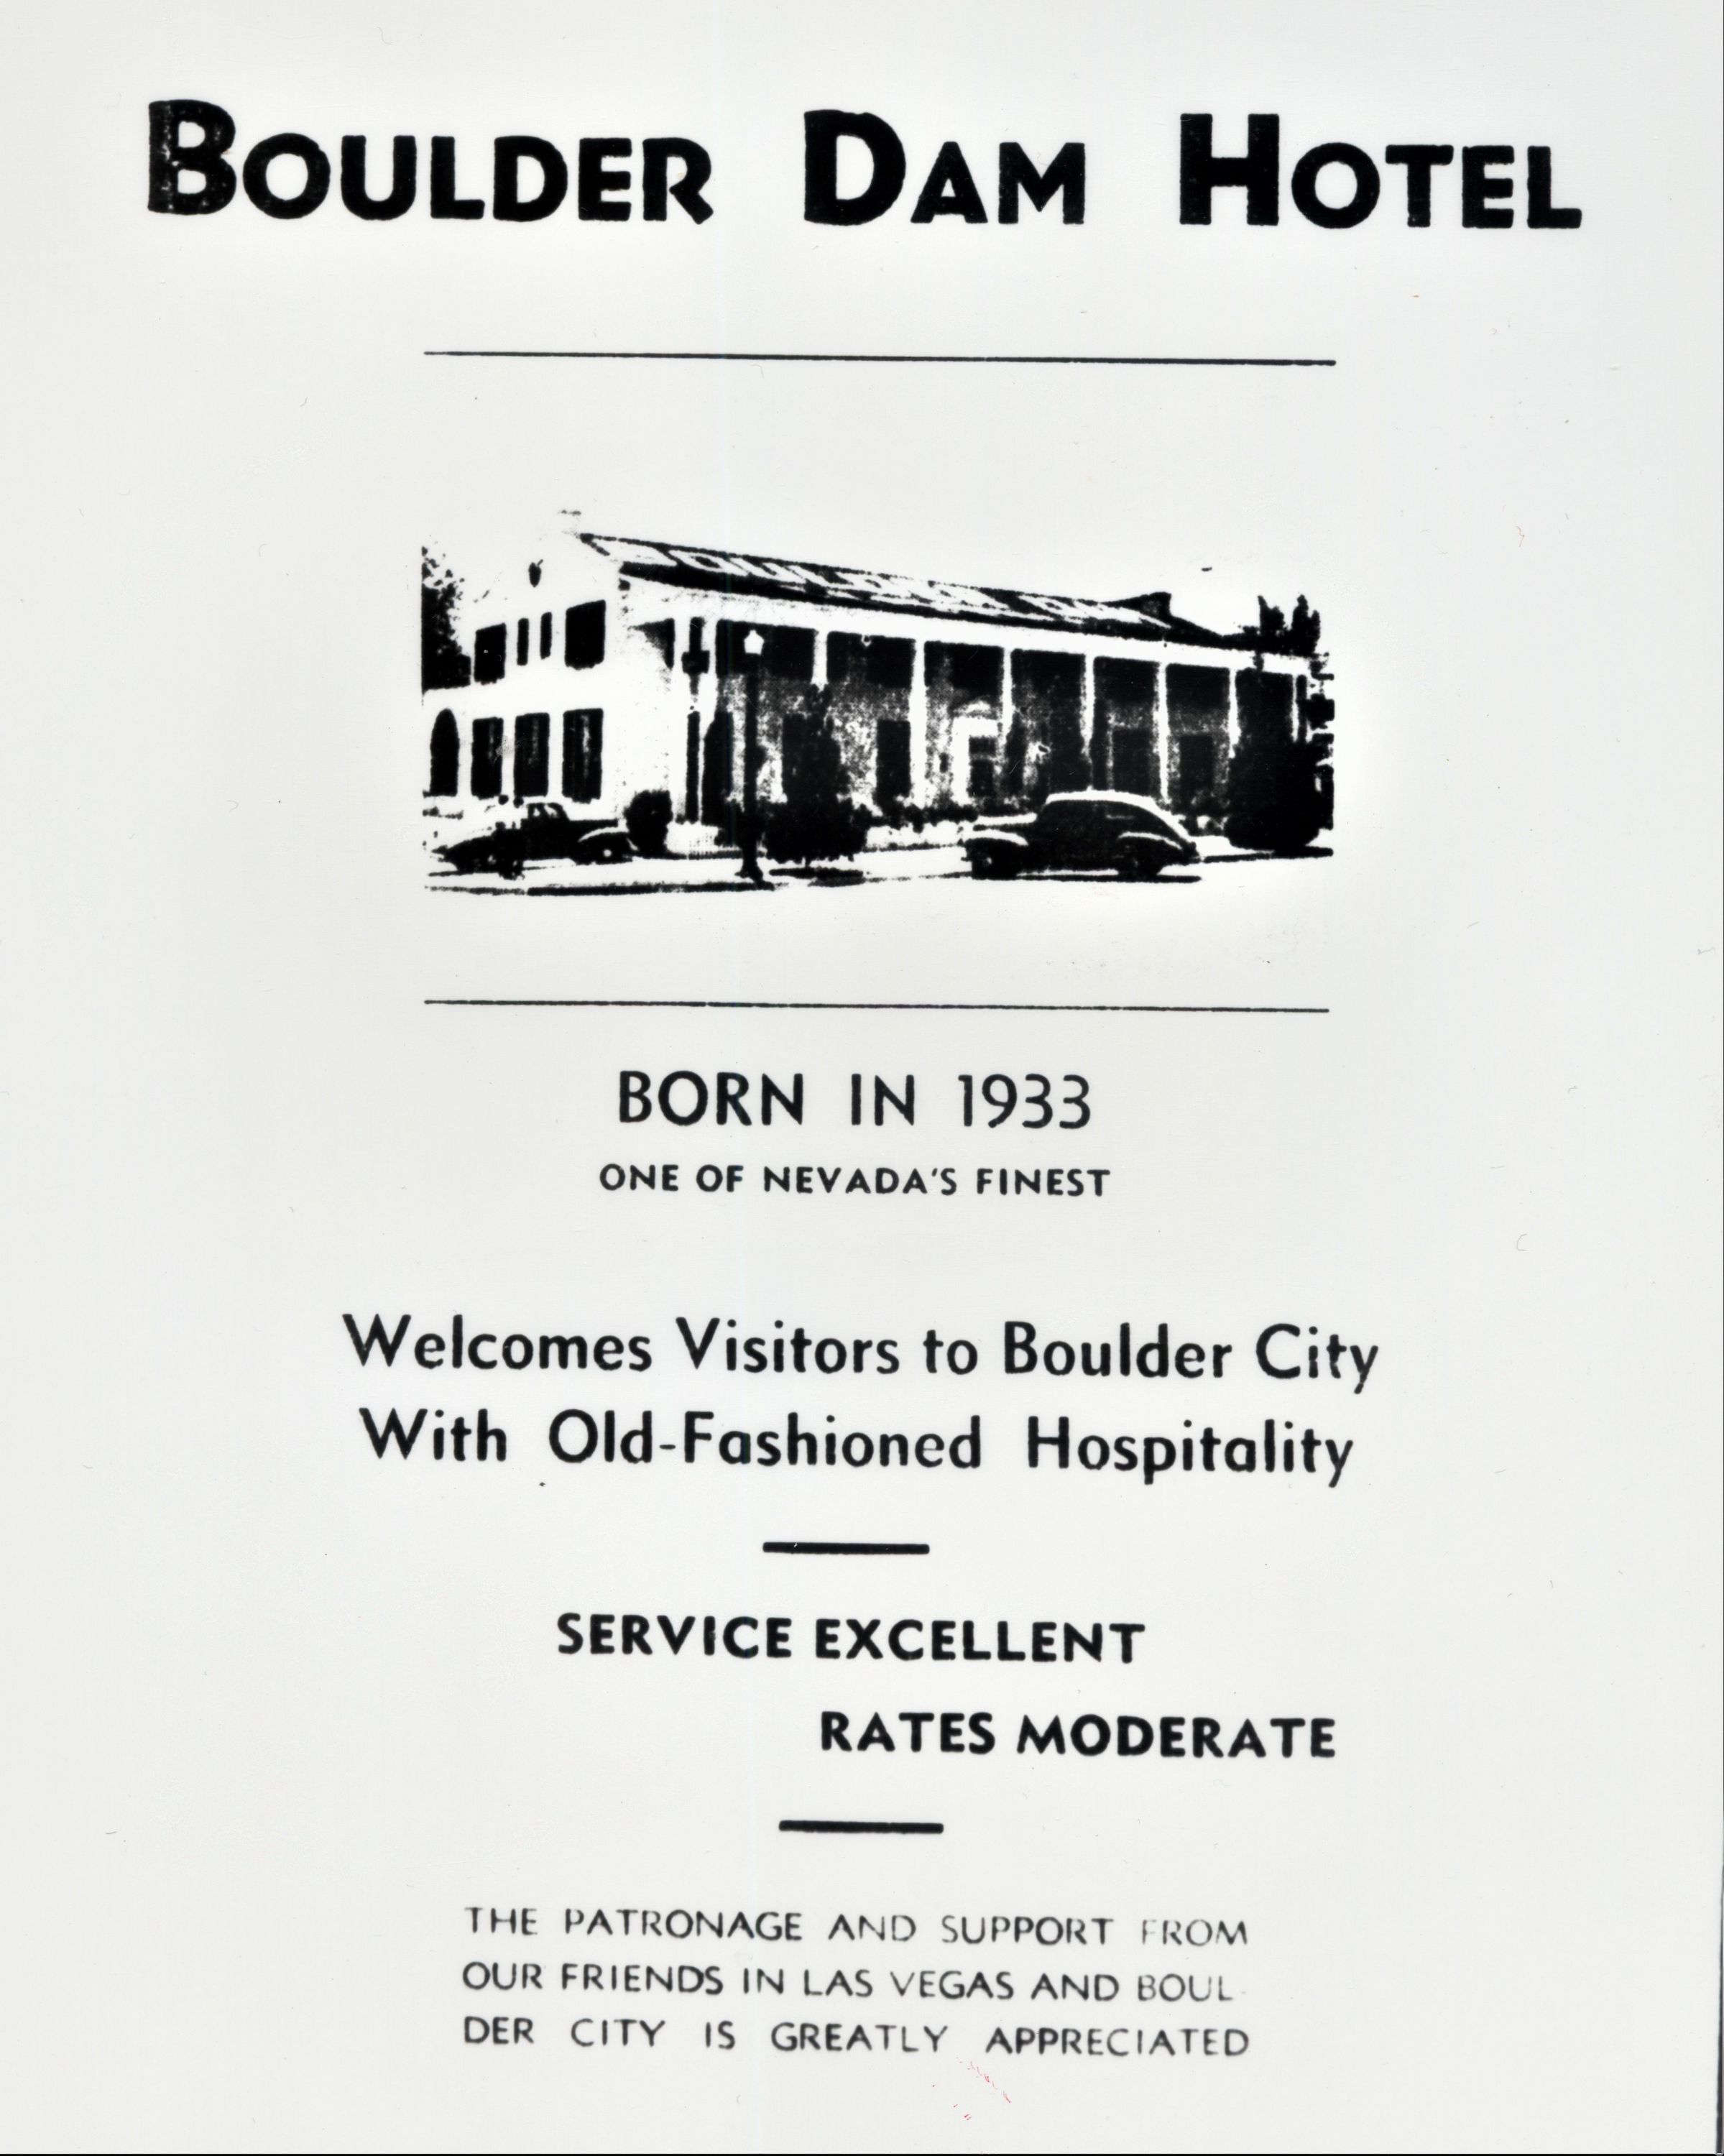 BOULDER DAM HOTEL
BORN IN 1933
ONE OF NEVADA'S FINEST
Welcomes Visitors to Boulder City
With Old-Fashioned Hospitality
SERVICE EXCELLENT
RATES MODERATE
THE PATRONAGE AND SUPPORT FROM
OUR FRIENDS IN LAS VEGAS AND BOUL-
DER CITY IS GREATLY APPRECIATED